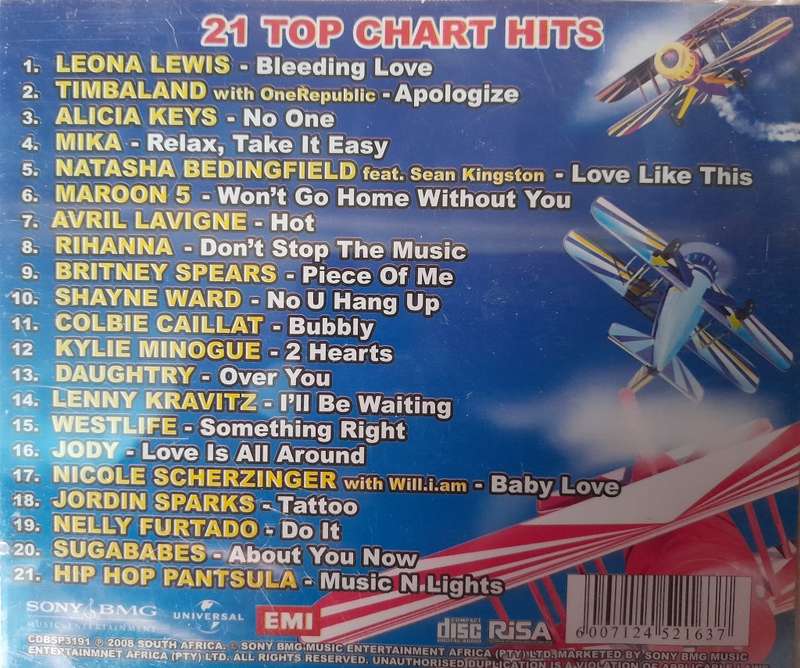 21 TOP CHART HITS
1. LEONA LEWIS - Bleeding Love
2. TIMBALAND with OneRepublic - Apologize
3. ALICIA KEYS - No One
4. MIKA - Relax, Take It Easy
5. NATASHA BEDINGFIELD feat. Sean Kingston - Love Like This
6. MAROON 5 - Won't Go Home Without You
7. AVRIL LAVIGNE - Hot
8. RIHANNA - Don't Stop The Music
9. BRITNEY SPEARS - Piece Of Me
10. SHAYNE WARD - No U Hang Up
11. COLBIE CAILLAT - Bubbly
12 KYLIE MINOGUE - 2 Hearts
13. DAUGHTRY - Over You
14. LENNY KRAVITZ - I'll Be Waiting
15. WESTLIFE - Something Right
16. JODY - Love Is All Around
17. NICOLE SCHERZINGER with Will.i.am - Baby Love
18. JORDIN SPARKS - Tattoo
19. NELLY FURTADO - Do It
20. SUGABABES - About You Now
21. HIP HOP PANTSULA - Music N Lights
SONY BMG
MUSIC ENTERTAINMENT
UNIVERSAL
EMI
COMPACT
disc
DIGITAL AUDIO
RiSA
6007124 521637
CDBSP3191 ℗ 2008 SOUTH AFRICA. © SONY BMG MUSIC ENTERTAINMENT AFRICA (PTY) LTD. MARKETED BY SONY BMG MUSIC
ENTERTAINMNET AFRICA (PTY) LTD. ALL RIGHTS RESERVED. UNAUTHORISED DUPLICATION IS A VIOLATION